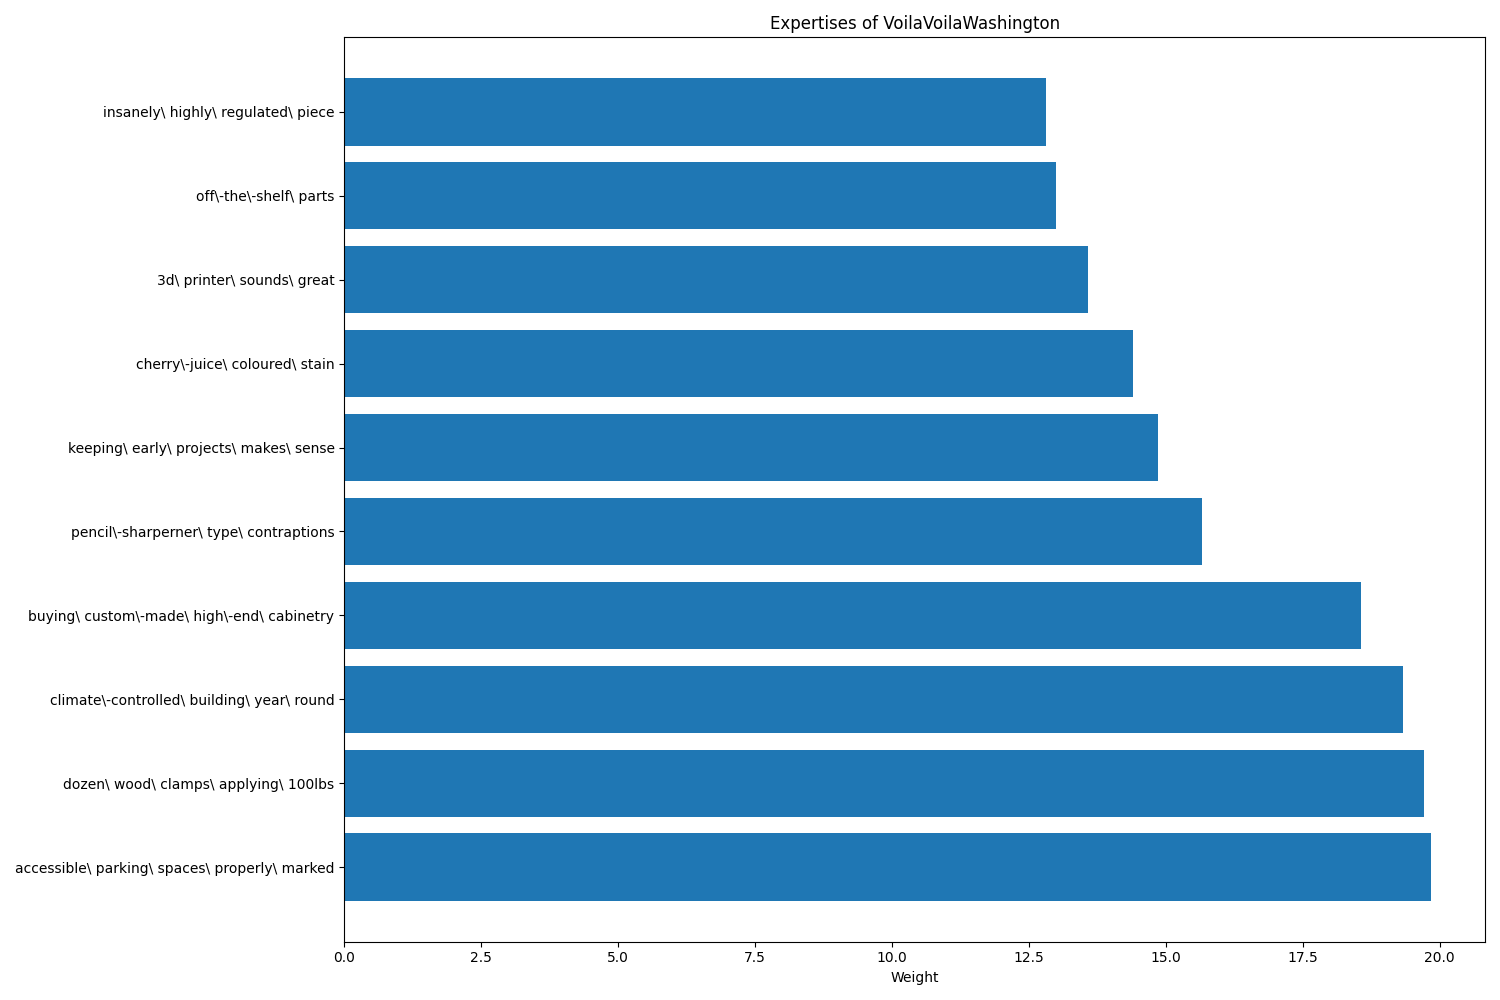 Expertises of VoilaVoilaWashington
insanely\ highly\ regulated\ piece
off\-the\-shelf\ parts
3d\ printer\ sounds\ great
cherry\-juice\ coloured\ stain
keeping\ early\ projects\ makes\ sense
pencil\-sharperner\ type\ contraptions
buying\ custom\-made\ high\-end\ cabinetry
climate\-controlled\ building\ year\ round
dozen\ wood\ clamps\ applying\ 100lbs
accessible\ parking\ spaces\ properly\ marked
0.0 2.5 5.0 7.5 10.0 12.5 15.0 17.5 20.0
Weight